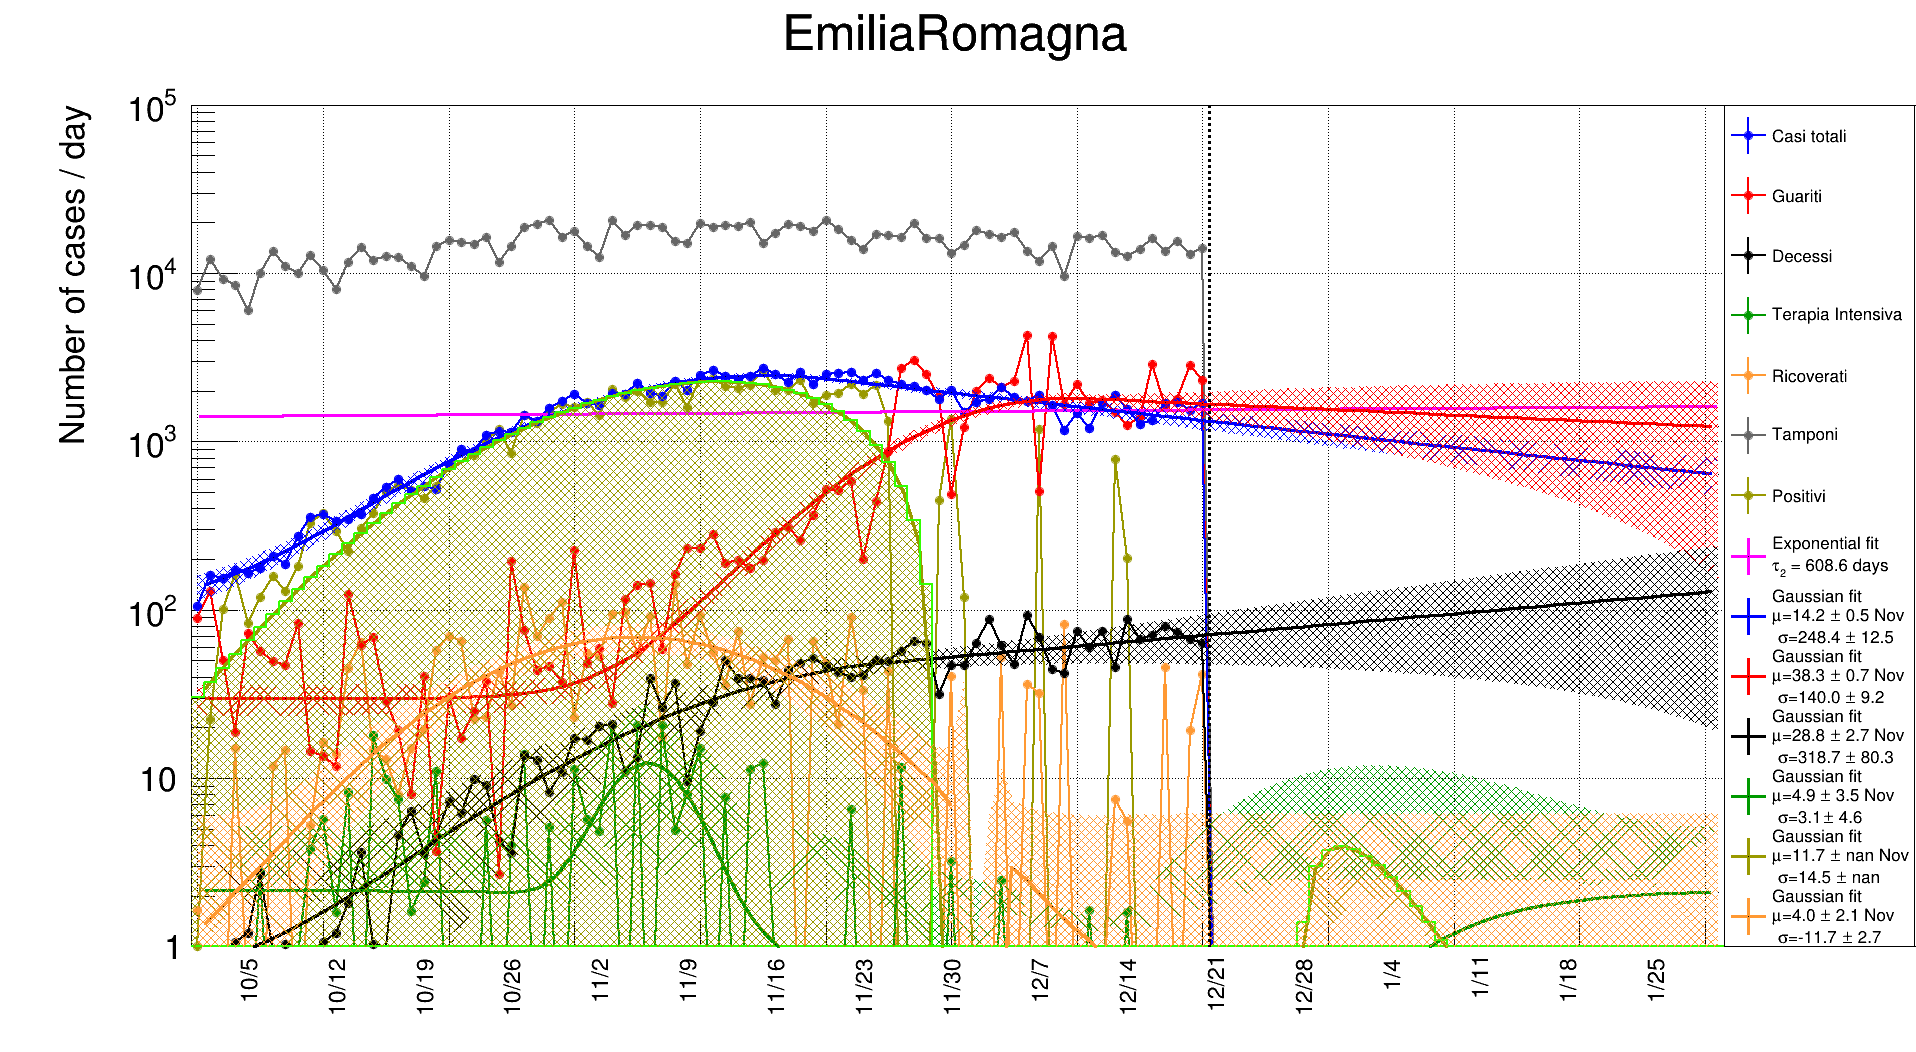 EmiliaRomagna
Number of cases / day
10^5
10^4
10^3
10^2
10
1
10/5
10/12
10/19
10/26
11/2
11/9
11/16
11/23
11/30
12/7
12/14
12/21
12/28
1/4
1/11
1/18
1/25
Casi totali
Guariti
Decessi
Terapia Intensiva
Ricoverati
Tamponi
Positivi
Exponential fit
τ_2 = 608.6 days
Gaussian fit
μ=14.2 ± 0.5 Nov
σ=248.4 ± 12.5
Gaussian fit
μ=38.3 ± 0.7 Nov
σ=140.0 ± 9.2
Gaussian fit
μ=28.8 ± 2.7 Nov
σ=318.7 ± 80.3
Gaussian fit
μ=4.9 ± 3.5 Nov
σ=3.1 ± 4.6
Gaussian fit
μ=11.7 ± nan Nov
σ=14.5 ± nan
Gaussian fit
μ=4.0 ± 2.1 Nov
σ=-11.7 ± 2.7